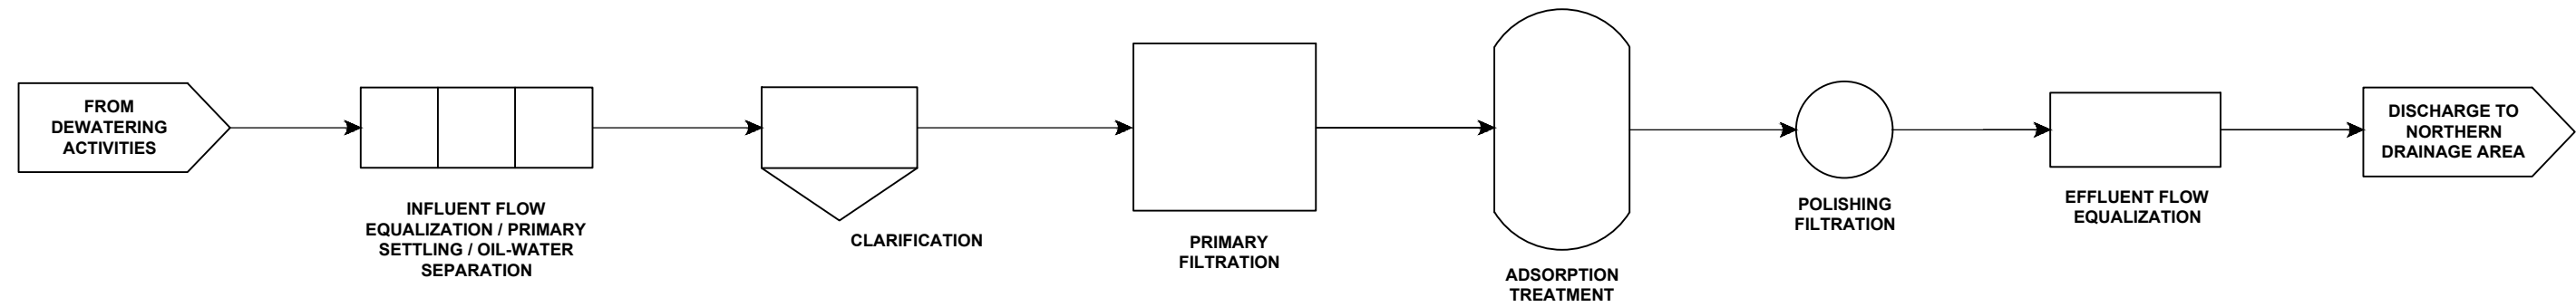 FROM
DEWATERING
ACTIVITIES
INFLUENT FLOW
EQUALIZATION / PRIMARY
SETTLING / OIL-WATER
SEPARATION
CLARIFICATION
PRIMARY
FILTRATION
ADSORPTION
TREATMENT
POLISHING
FILTRATION
EFFLUENT FLOW
EQUALIZATION
DISCHARGE TO
NORTHERN
DRAINAGE AREA